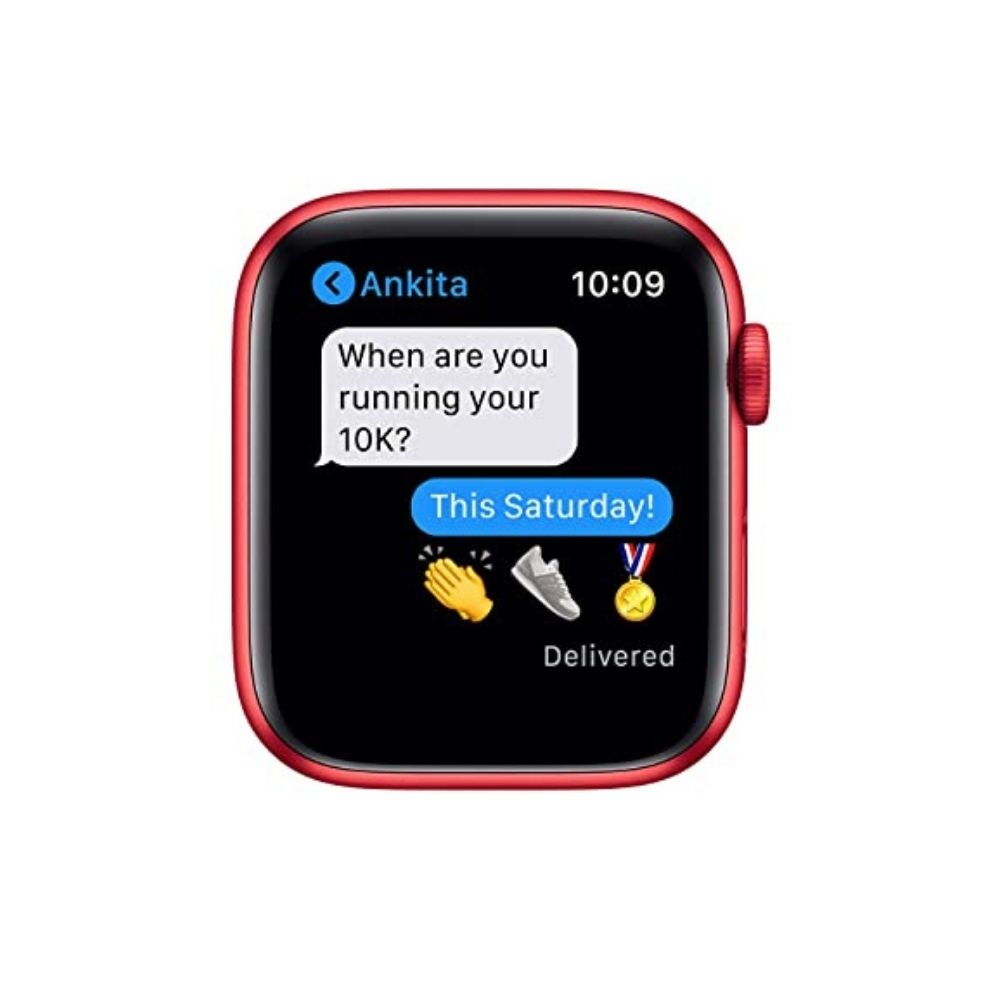 Ankita 10:09
When are you
running your
10K?
This Saturday!
Delivered